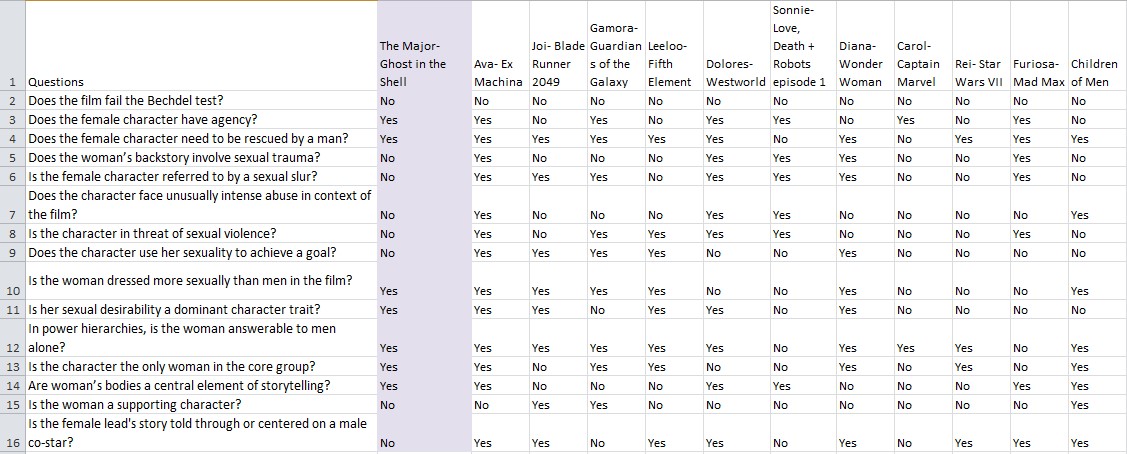 1 Questions
The Major-
Ghost in the
Shell
Ava- Ex
Machina
Joi- Blade
Runner
2049
Gamora-
Guardian
s of the
Galaxy
Leeloo-
Fifth
Element
Dolores-
Westworld
Sonnie-
Love,
Death +
Robots
episode 1
Diana-
Wonder
Woman
Carol-
Captain
Marvel
Rei- Star
Wars VII
Furiosa-
Mad Max
Children
of Men
2 Does the film fail the Bechdel test? No No No No No No No No No No No No
3 Does the female character have agency? Yes Yes No Yes No Yes Yes No Yes No Yes No
4 Does the female character need to be rescued by a man? Yes Yes Yes Yes Yes Yes No Yes No Yes Yes Yes
5 Does the woman's backstory involve sexual trauma? No Yes No No No Yes Yes Yes No No Yes No
6 Is the female character referred to by a sexual slur? No Yes Yes Yes No Yes Yes Yes No No Yes No
Does the character face unusually intense abuse in context of
7 the film? No Yes No No No Yes Yes No No No No Yes
8 Is the character in threat of sexual violence? No Yes No Yes Yes Yes Yes No No No Yes No
9 Does the character use her sexuality to achieve a goal? No Yes Yes Yes Yes No No Yes No No No No
10 Is the woman dressed more sexually than men in the film? Yes Yes Yes Yes Yes No No Yes No No No Yes
11 Is her sexual desirability a dominant character trait? Yes Yes Yes No Yes Yes No Yes No No No No
In power hierarchies, is the woman answerable to men
12 alone? Yes Yes Yes Yes Yes Yes No Yes Yes Yes No Yes
13 Is the character the only woman in the core group? Yes Yes No Yes Yes No No Yes No Yes No Yes
14 Are woman's bodies a central element of storytelling? Yes Yes No No No Yes Yes No No No Yes Yes
15 Is the woman a supporting character? No No Yes Yes No No No No No No No Yes
Is the female lead's story told through or centered on a male
16 co-star? No Yes Yes No Yes Yes No Yes No Yes Yes Yes